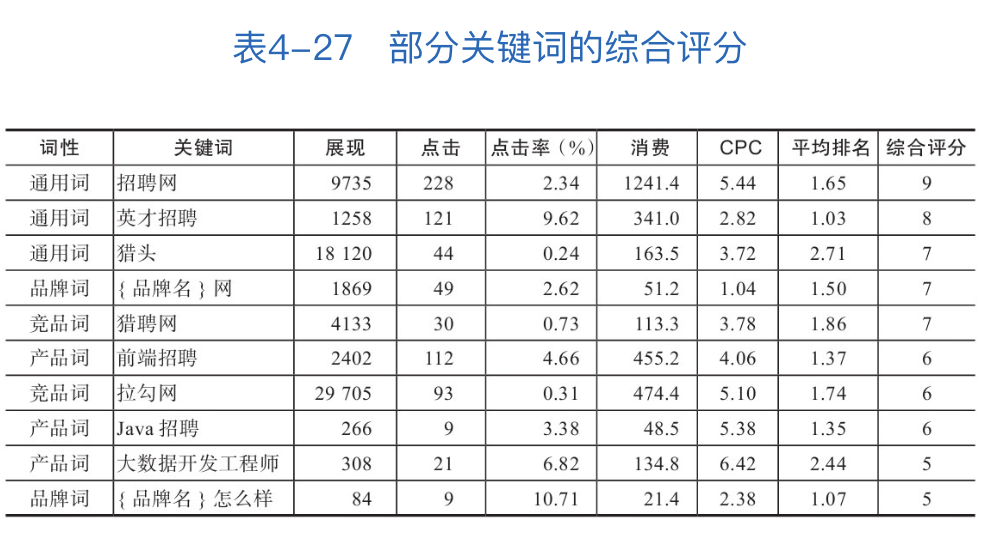 表4-27 部分关键词的综合评分
词性 关键词 展现 点击 点击率（%） 消费 CPC 平均排名 综合评分
通用词 招聘网 9735 228 2.34 1241.4 5.44 1.65 9
通用词 英才招聘 1258 121 9.62 341.0 2.82 1.03 8
通用词 猎头 18 120 44 0.24 163.5 3.72 2.71 7
品牌词 {品牌名}网 1869 49 2.62 51.2 1.04 1.50 7
竞品词 猎聘网 4133 30 0.73 113.3 3.78 1.86 7
产品词 前端招聘 2402 112 4.66 455.2 4.06 1.37 6
竞品词 拉勾网 29 705 93 0.31 474.4 5.10 1.74 6
产品词 Java 招聘 266 9 3.38 48.5 5.38 1.35 6
产品词 大数据开发工程师 308 21 6.82 134.8 6.42 2.44 5
品牌词 {品牌名}怎么样 84 9 10.71 21.4 2.38 1.07 5